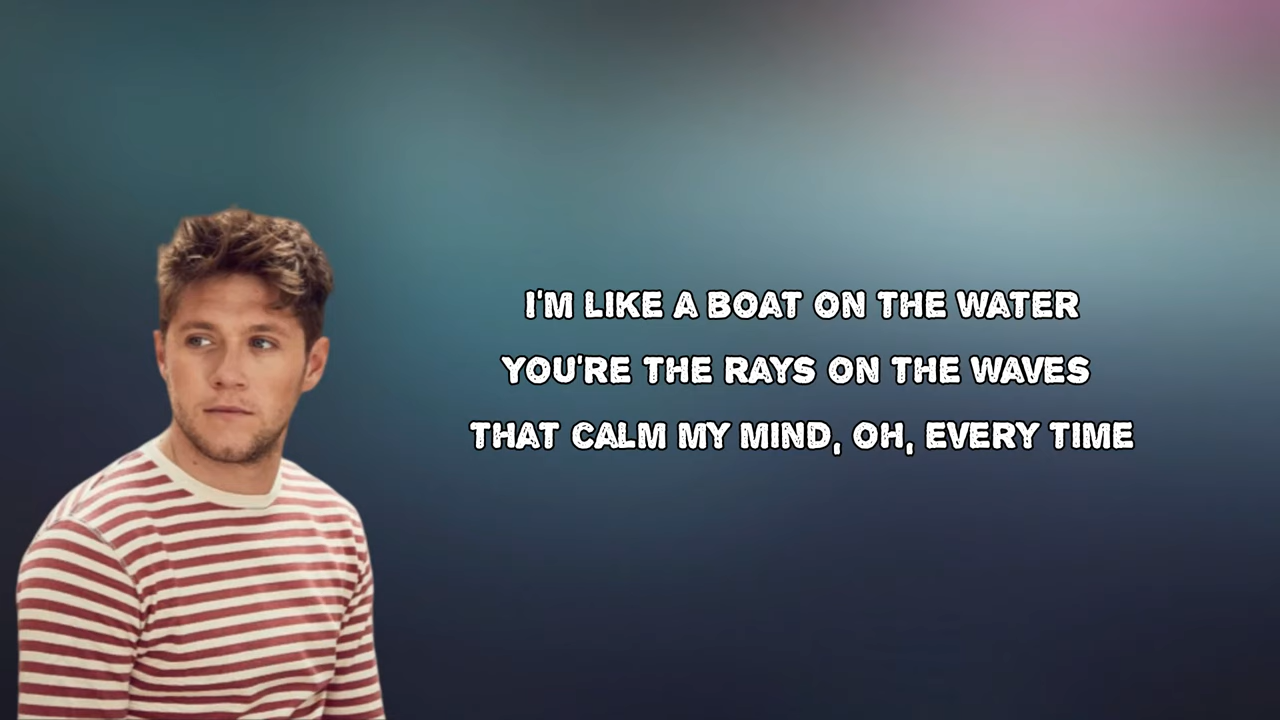 I'M LIKE A BOAT ON THE WATER
YOU'RE THE RAYS ON THE WAVES
THAT CALM MY MIND, OH, EVERY TIME